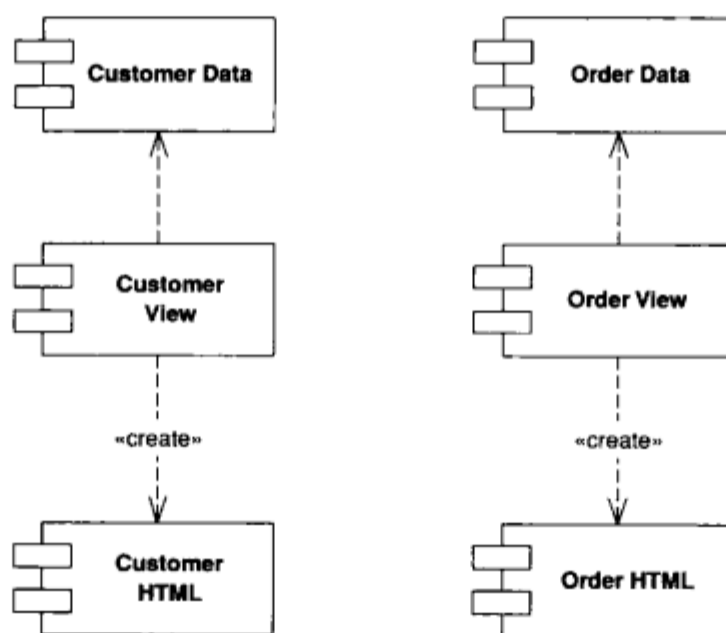 Customer Data
Order Data
Customer
View
Order View
«create»
«create»
Customer
HTML
Order HTML